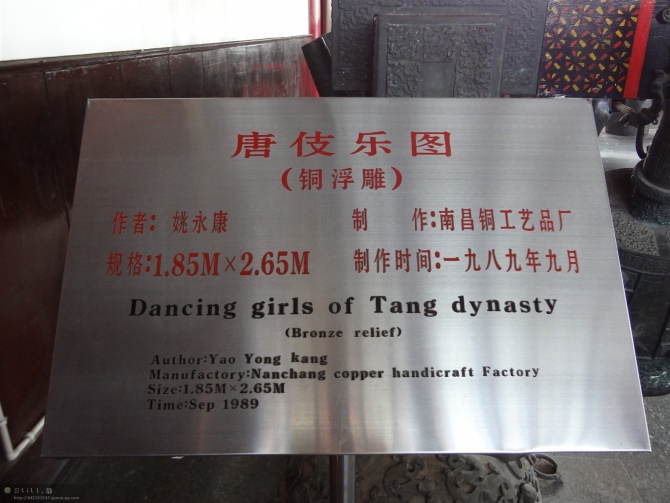 唐伎乐图
(铜浮雕)
作者: 姚永康 制 作:南昌铜工艺品厂
规格:1.85M×2.65M 制作时间:一九八九年九月
Dancing girls of Tang dynasty
(Bronze relief)
Author:Yao Yong kang
Manufactory:Nanchang copper handicraft Factory
Size:1.85M×2.65M
Time:Sep 1989